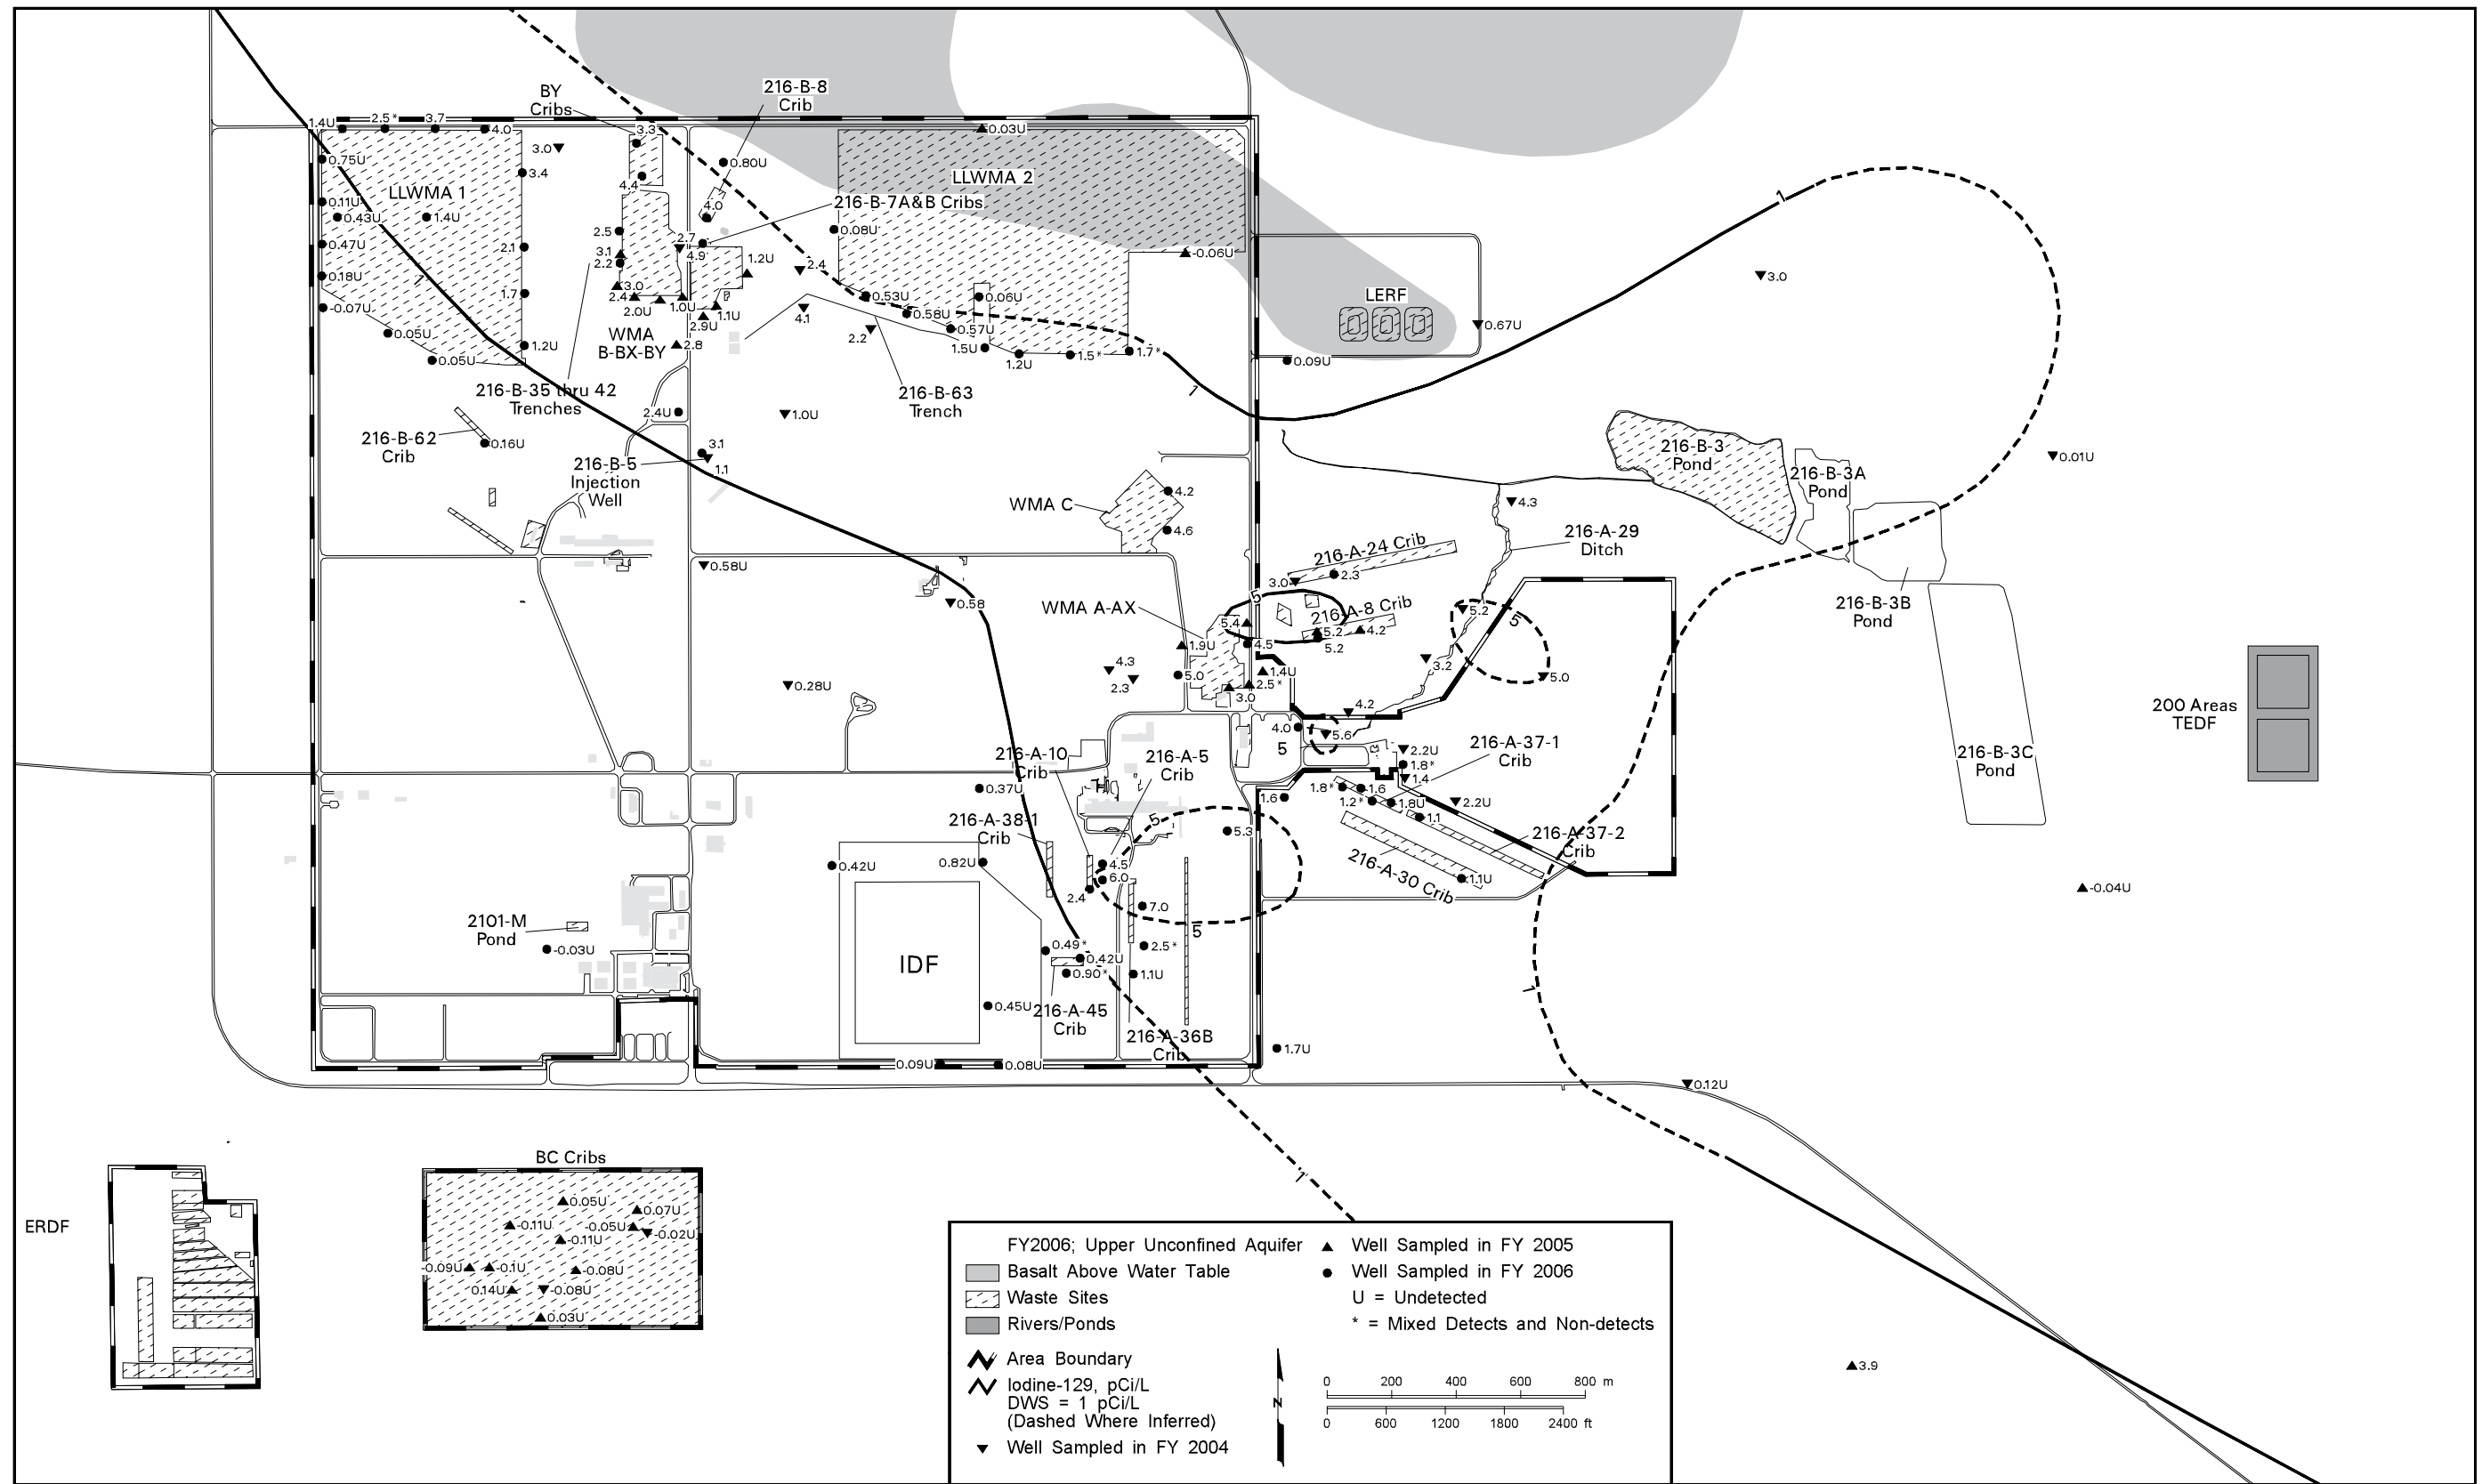 BY
Cribs
216-B-8
Crib
1.4U
2.5*
3.7
4.0
3.3
0.03U
3.0
0.80U
0.75U
3.4
LLWMA 1
4.4
LLWMA 2
0.11U
0.43U
1.4U
4.0
216-B-7A&B Cribs
0.47U
2.1
2.5
3.1
2.2
2.7
4.9
0.08U
1.2U
2.4
-0.06U
0.18U
1.7
3.0
2.4
2.0U
1.0U
1.1U
2.9U
0.53U
0.06U
3.0
LERF
-0.07U
4.1
0.58U
0.57U
0.67U
0.05U
WMA
B-BX-BY
2.8
2.2
1.2U
0.05U
1.5U
1.2U
1.5*
1.7*
0.09U
1
1
1
216-B-35 thru 42
Trenches
216-B-63
Trench
2.4U
1.0U
216-B-62
Crib
0.16U
3.1
1.1
216-B-5
Injection
Well
216-B-3
Pond
216-B-3A
Pond
0.01U
WMA C
4.2
4.6
4.3
216-A-29
Ditch
216-A-24 Crib
3.0
2.3
0.58U
0.58
WMA A-AX
5
216-A-8 Crib
5.4
5.2
4.2
5.2
4.5
1.9U
5.2
5
216-B-3B
Pond
4.3
2.3
5.0
1.4U
2.5*
3.0
3.2
5.0
0.28U
4.2
4.0
5.6
5
200 Areas
TEDF
216-B-3C
Pond
216-A-10
Crib
216-A-5
Crib
2.2U
1.8*
1.4
216-A-37-1
Crib
0.37U
1.6
1.8*
1.6
1.2*
1.8U
2.2U
1.1
216-A-38-1
Crib
5
5.3
216-A-37-2
Crib
0.42U
0.82U
4.5
6.0
2.4
216-A-30 Crib
1.1U
-0.04U
7.0
5
2101-M
Pond
-0.03U
IDF
0.49*
0.42U
0.90*
2.5*
1.1U
1
0.45U
216-A-45
Crib
216-A-36B
Crib
1.7U
0.09U
0.08U
0.12U
1
BC Cribs
ERDF
0.05U
0.07U
-0.11U
-0.05U
-0.02U
-0.11U
-0.09U
-0.1U
-0.08U
0.14U
-0.08U
0.03U
3.9
FY2006; Upper Unconfined Aquifer
Basalt Above Water Table
Waste Sites
Rivers/Ponds
Area Boundary
Iodine-129, pCi/L
DWS = 1 pCi/L
(Dashed Where Inferred)
Well Sampled in FY 2004
Well Sampled in FY 2005
Well Sampled in FY 2006
U = Undetected
* = Mixed Detects and Non-detects
N
0 200 400 600 800 m
0 600 1200 1800 2400 ft